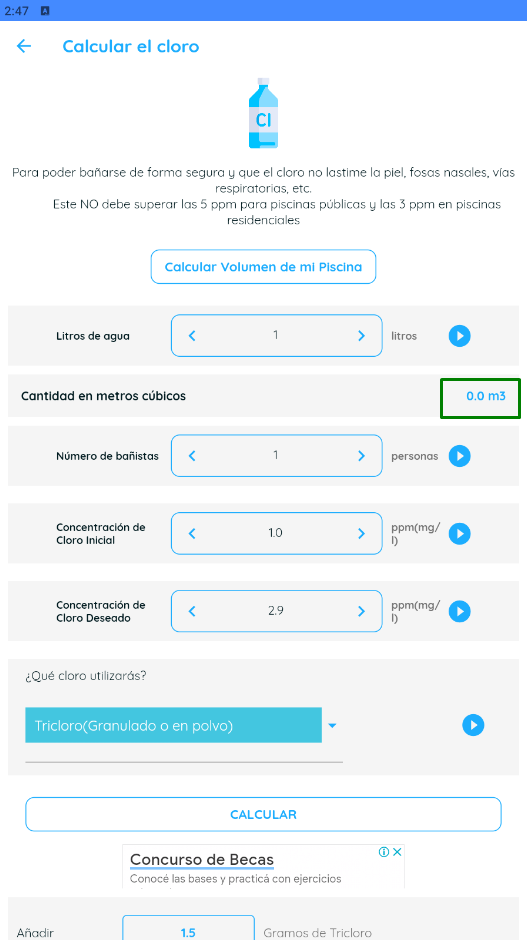 2:47 A
Calcular el cloro
Cl
Para poder bañarse de forma segura y que el cloro no lastime la piel, fosas nasales, vías
respiratorias, etc.
Este NO debe superar las 5 ppm para piscinas públicas y las 3 ppm en piscinas
residenciales
Calcular Volumen de mi Piscina
Litros de agua 1 litros
Cantidad en metros cúbicos 0.0 m3
Número de bañistas 1 personas
Concentración de
Cloro Inicial 1.0 ppm(mg/
l)
Concentración de
Cloro Deseado 2.9 ppm(mg/
l)
¿Qué cloro utilizarás?
Tricloro(Granulado o en polvo)
CALCULAR
Concurso de Becas
Conocé las bases y practicá con ejercicios
Añadir 1.5 Gramos de Tricloro